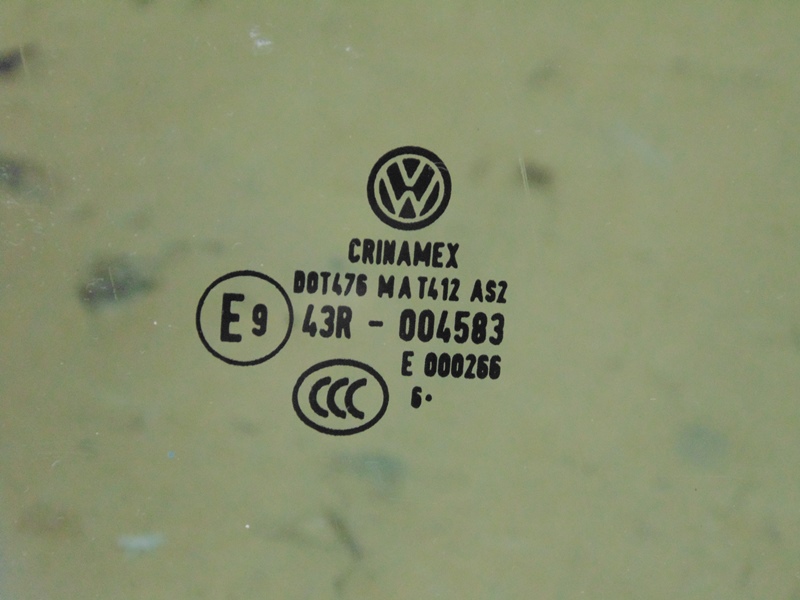 CRINAMEX
DOT476 MAT412 AS2
E9 43R - 004583
E 000266
CCC 6·